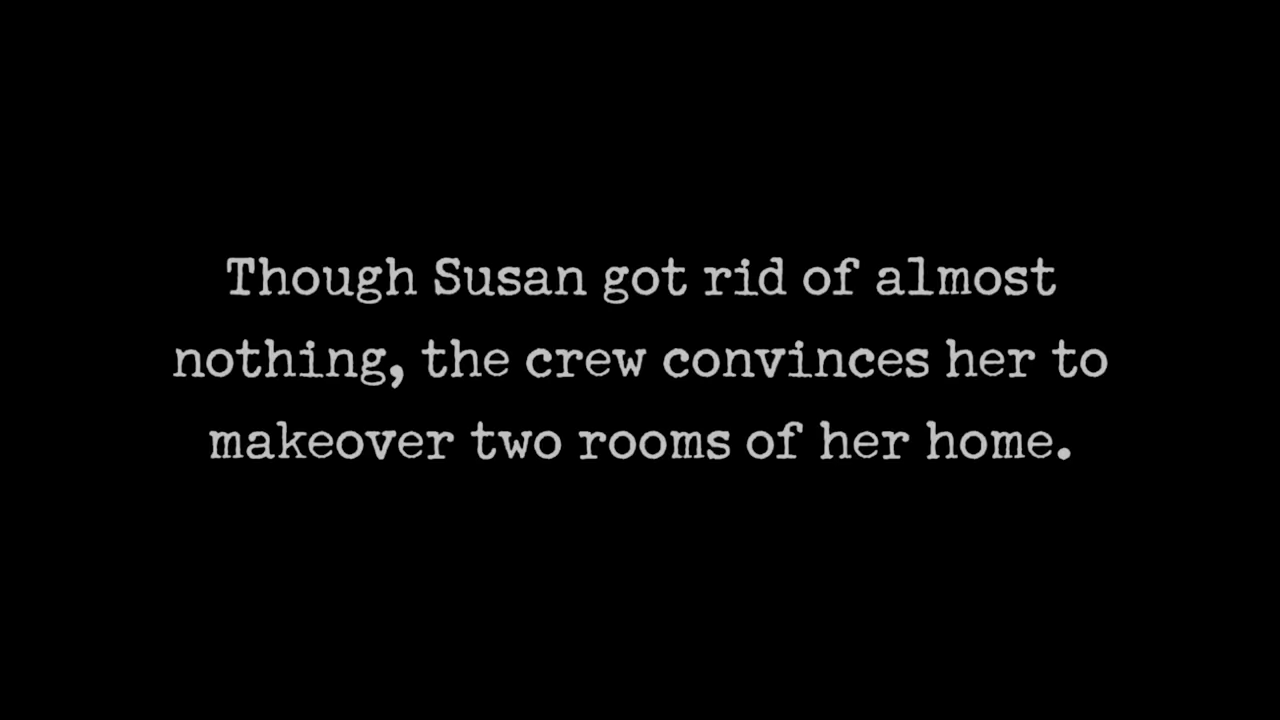 Though Susan got rid of almost
nothing, the crew convinces her to
makeover two rooms of her home.